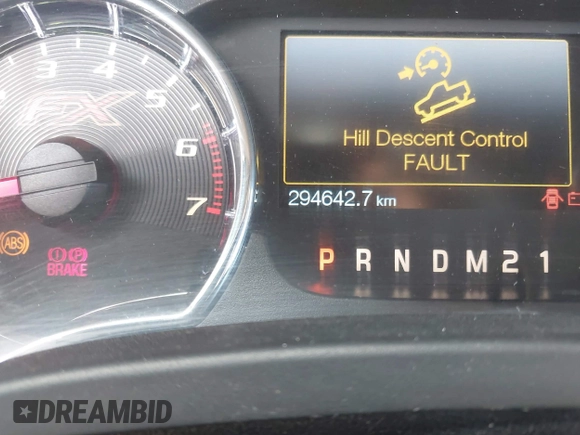 3 4 5 6 7
FX
Hill Descent Control
FAULT
294642.7 km
P R N D M 2 1
ABS
P
BRAKE
DREAMBID